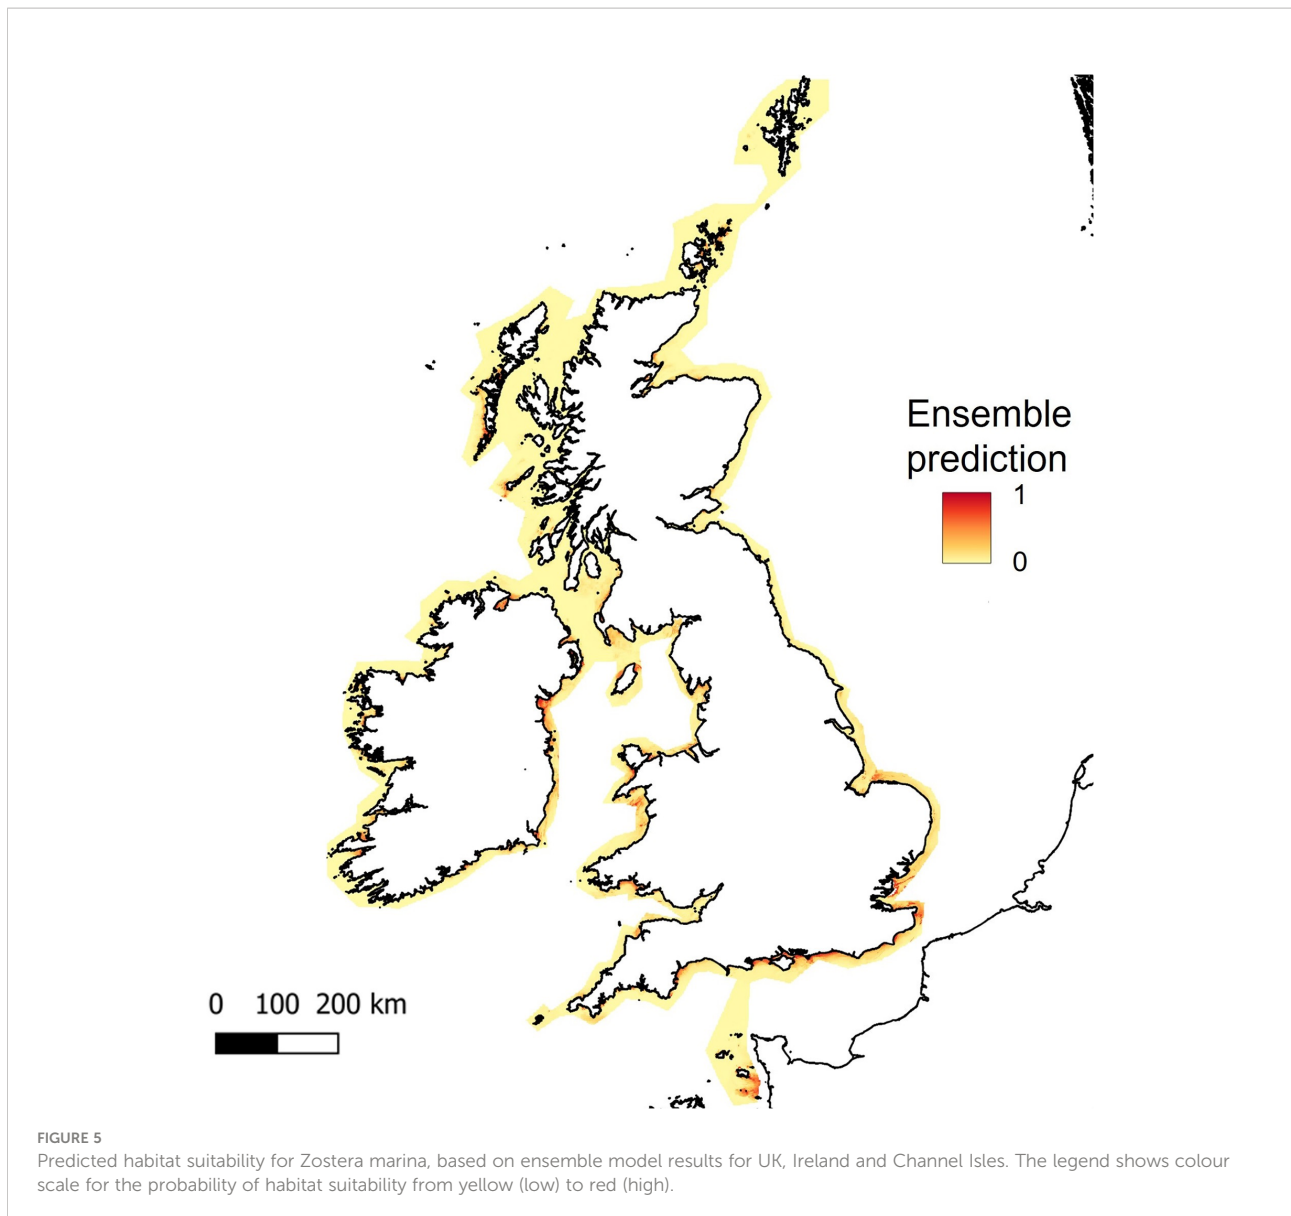 Ensemble
prediction
1
0
0 100 200 km
FIGURE 5
Predicted habitat suitability for Zostera marina, based on ensemble model results for UK, Ireland and Channel Isles. The legend shows colour
scale for the probability of habitat suitability from yellow (low) to red (high).